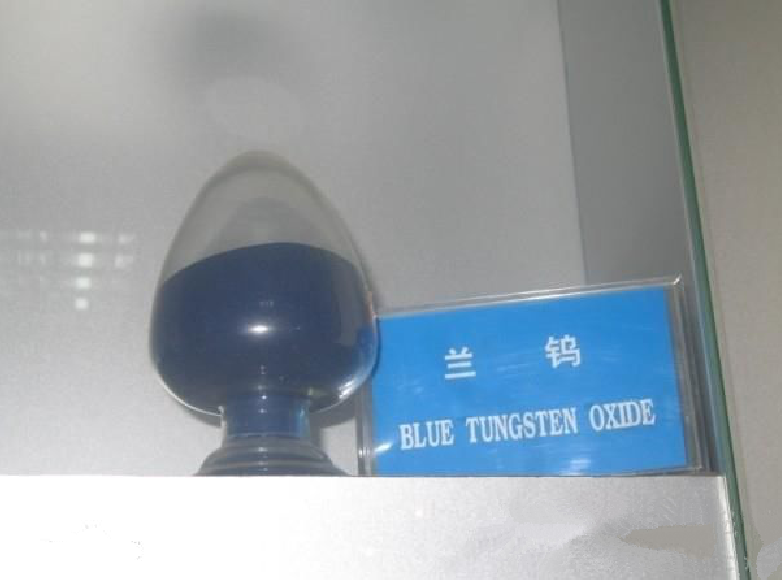 兰 钨
BLUE TUNGSTEN OXIDE